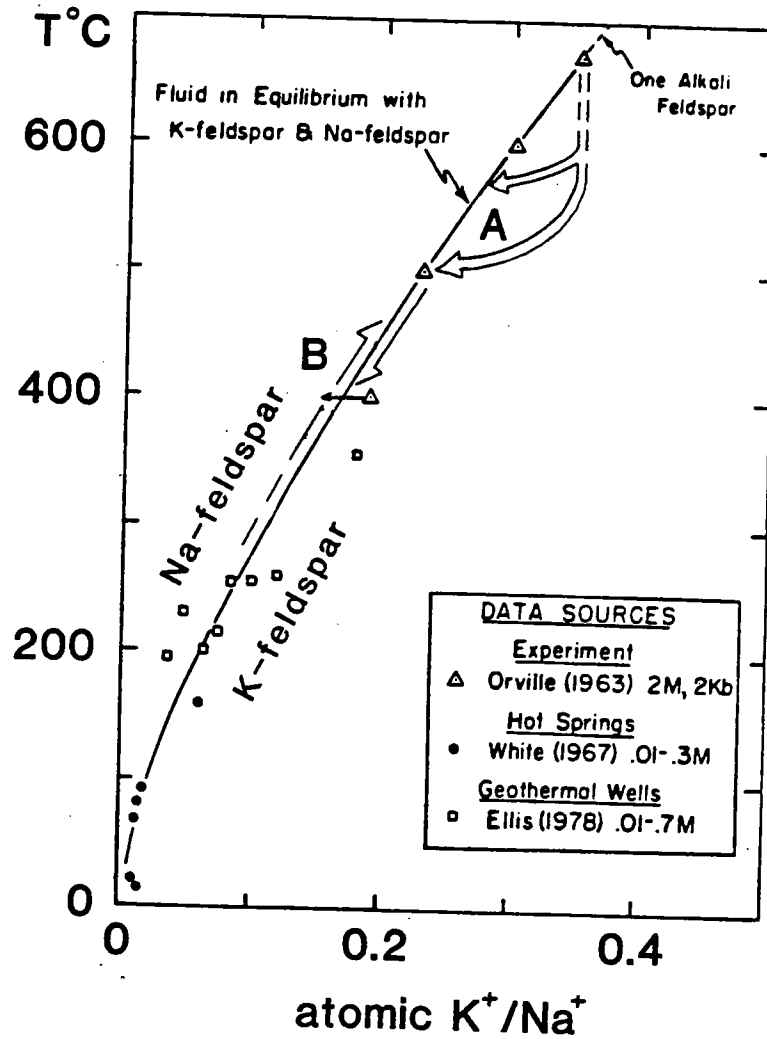 T°C
One Alkali
Feldspar
Fluid in Equilibrium with
K-feldspar & Na-feldspar
600
A
B
400
Na-feldspar
K-feldspar
200
DATA SOURCES
Experiment
Orville (1963) 2M, 2Kb
Hot Springs
White (1967) .01-.3M
Geothermal Wells
Ellis (1978) .01-.7M
0
0
0.2
0.4
atomic K⁺/Na⁺